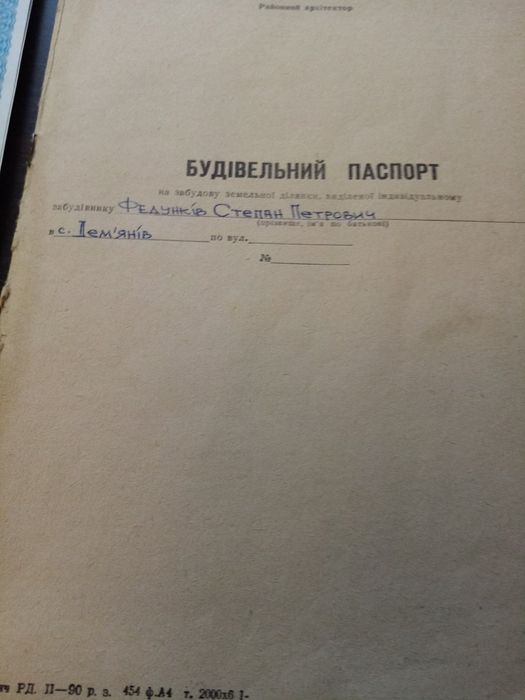 Районний архітектор
БУДІВЕЛЬНИЙ ПАСПОРТ
на забудову земельної ділянки, виділеної індивідуальному
забудівнику Федунків Степан Петрович
(прізвище, ім'я по батькові)
в с. Дем'янів по вул.
№
РД. ІІ—90 р. з. 454 ф.А4 т. 2000х6 1-